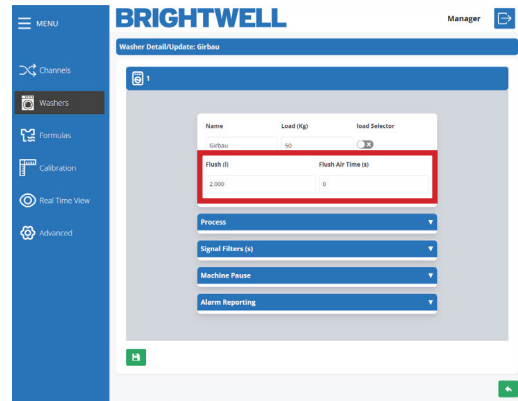 MENU
BRIGHTWELL
Manager
Washer Detail/Update: Girbau
Channels
Washers
Formulas
Calibration
Real Time View
Advanced
1
Name Load (Kg) load Selector
Girbau 50
Flush (l) Flush Air Time (s)
2.000 0
Process
Signal Filters (s)
Machine Pause
Alarm Reporting